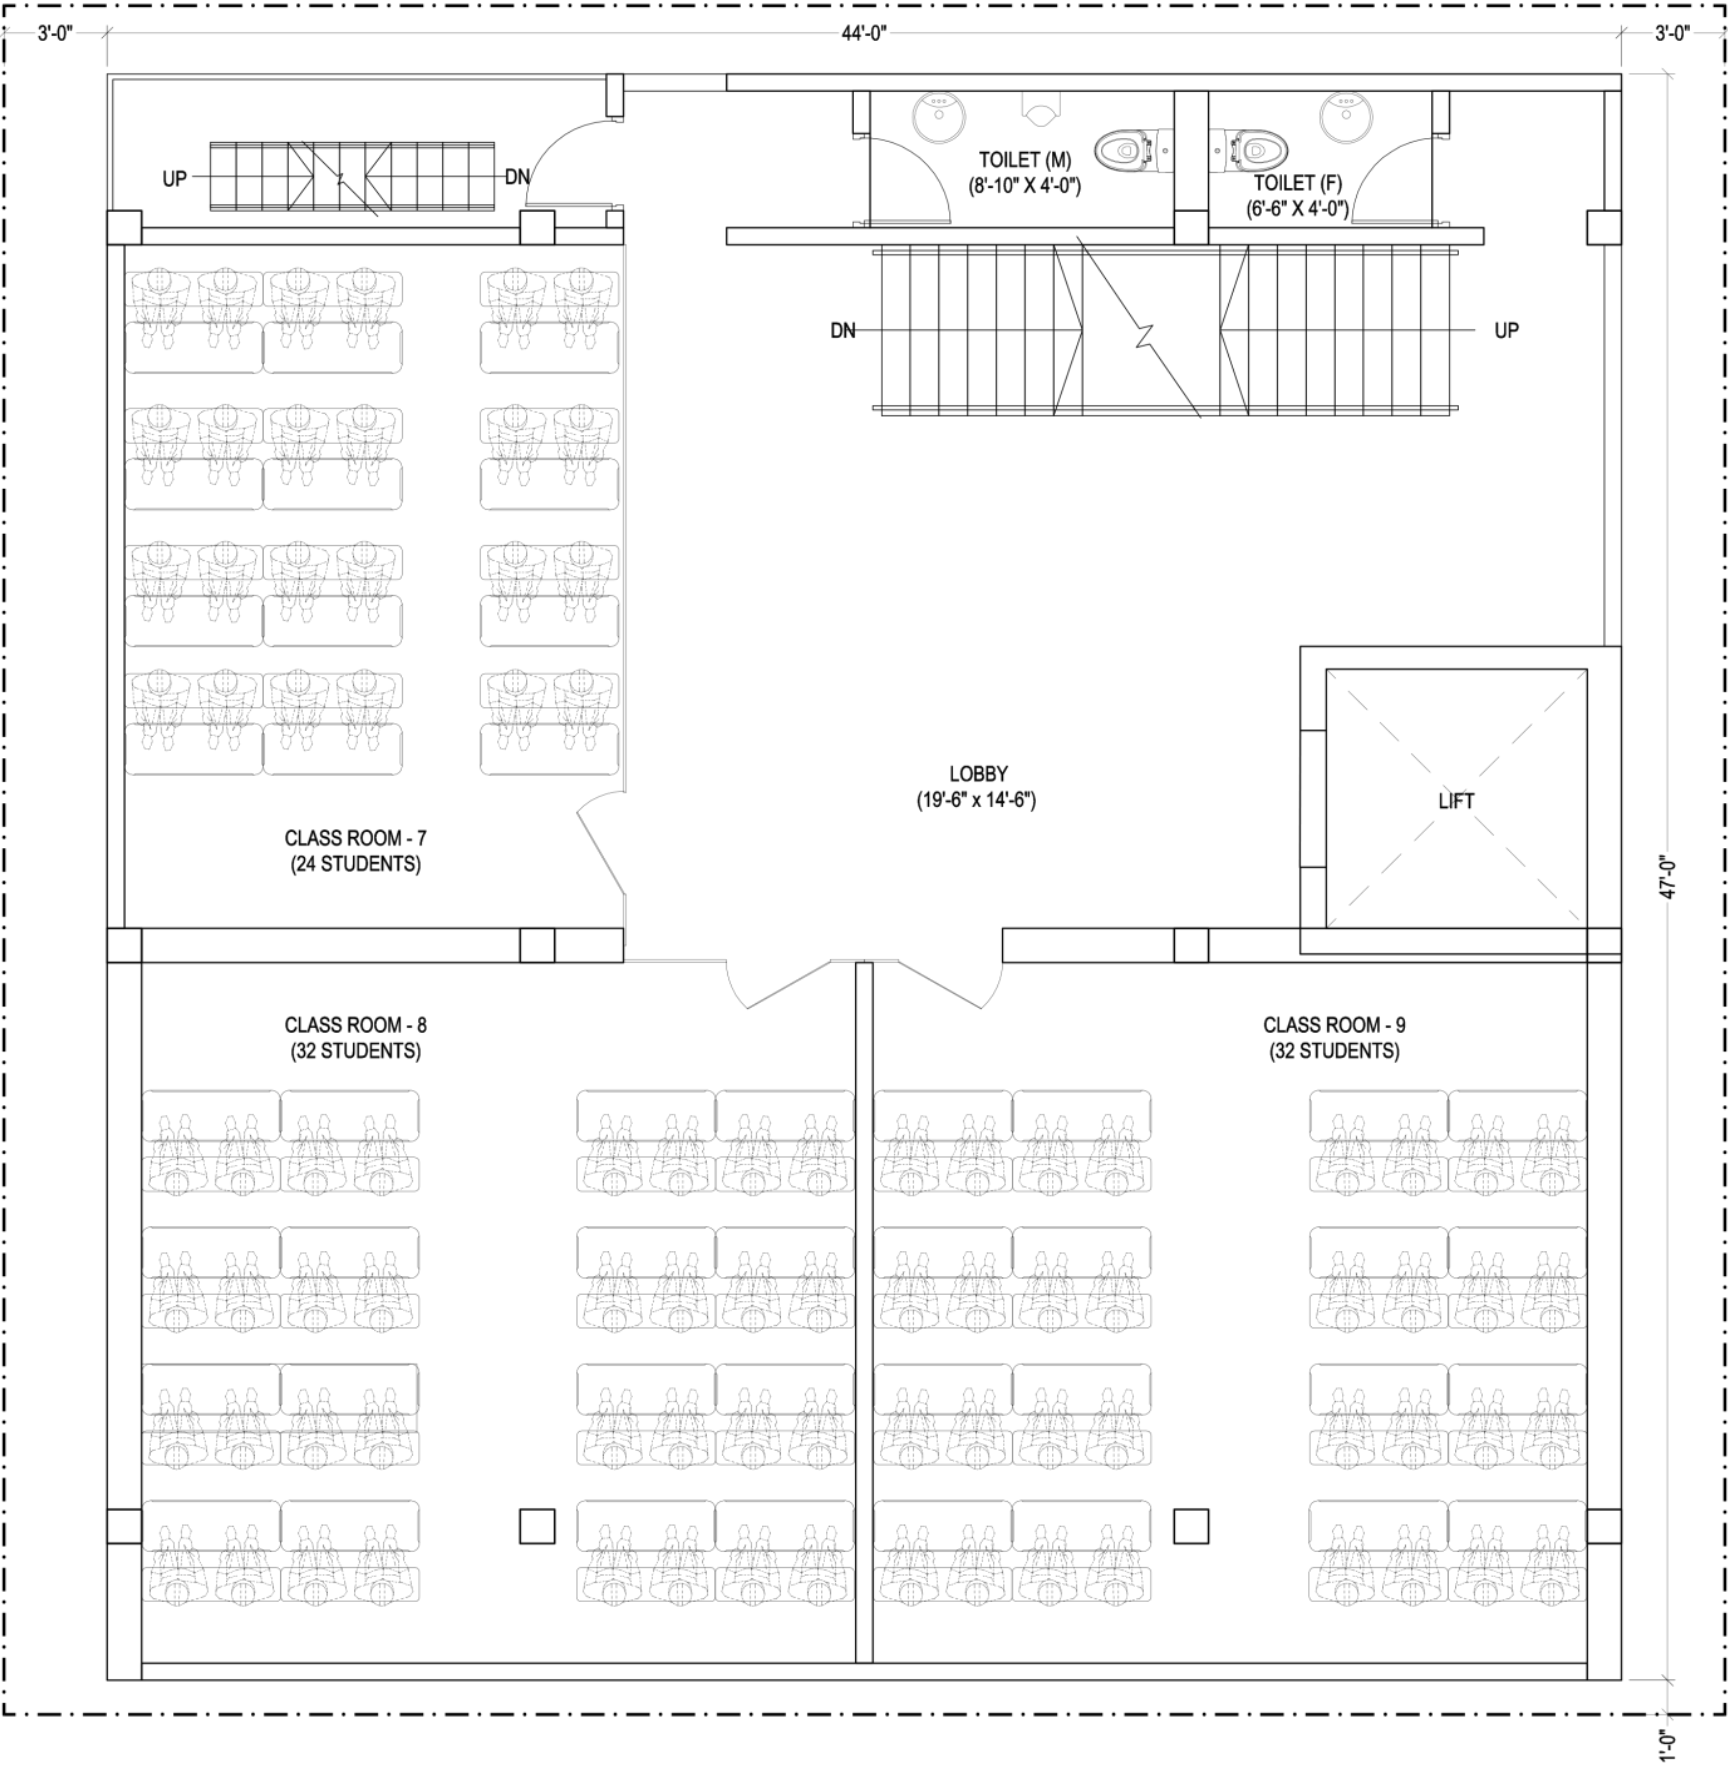 3'-0"
44'-0"
3'-0"
UP
DN
TOILET (M)
(8'-10" X 4'-0")
TOILET (F)
(6'-6" X 4'-0")
DN
UP
LOBBY
(19'-6" x 14'-6")
LIFT
CLASS ROOM - 7
(24 STUDENTS)
47'-0"
CLASS ROOM - 8
(32 STUDENTS)
CLASS ROOM - 9
(32 STUDENTS)
1'-0"